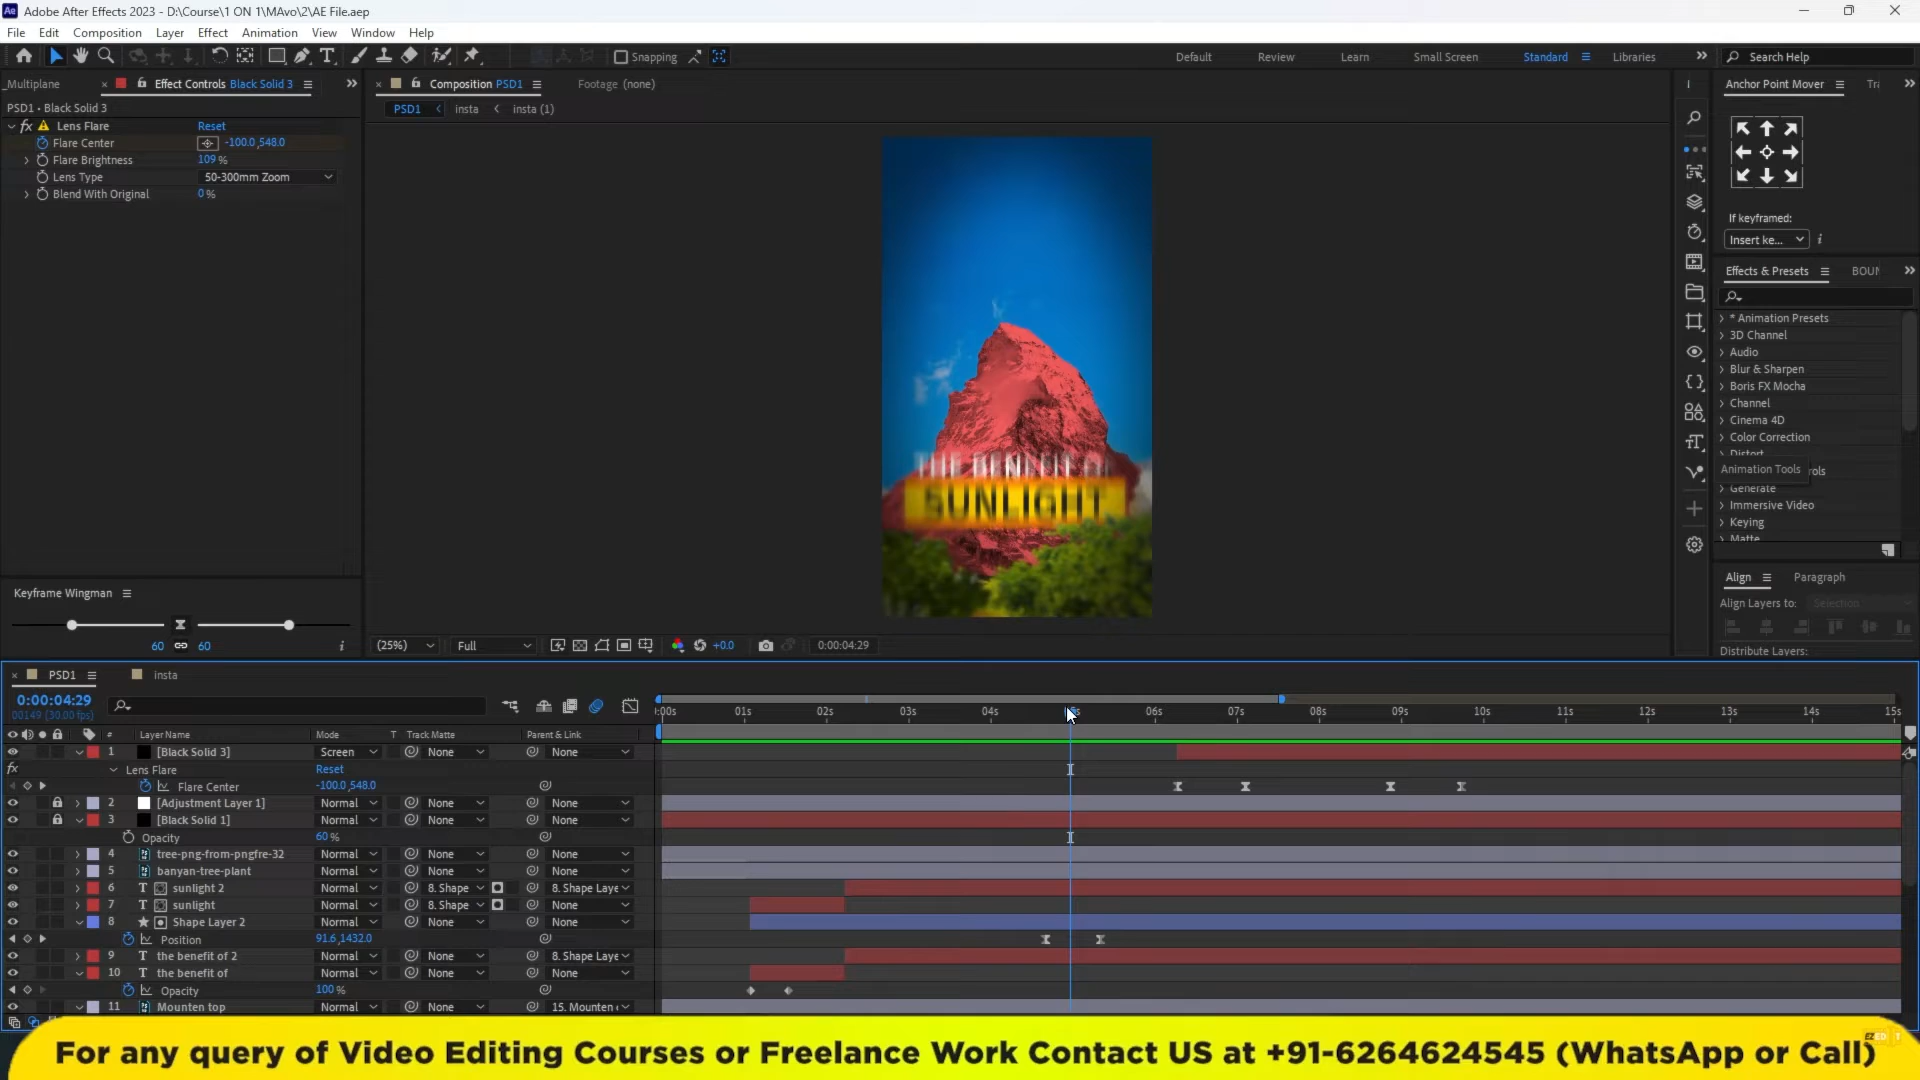 Adobe After Effects 2023 - D:\Course\1 ON 1\MAvo\2\AE File.aep
File Edit Composition Layer Effect Animation View Window Help
Snapping Default Review Learn Small Screen Standard Libraries Search Help
_Multiplane Effect Controls Black Solid 3 Composition PSD1 Footage (none) Anchor Point Mover
PSD1 • Black Solid 3 PSD1 insta insta (1)
fx Lens Flare Reset
Flare Center -100.0,548.0
Flare Brightness 109 %
Lens Type 50-300mm Zoom
Blend With Original 0 %
If keyframed:
Insert ke...
Effects & Presets
* Animation Presets
3D Channel
Audio
Blur & Sharpen
Boris FX Mocha
Channel
Cinema 4D
Color Correction
Distort
Animation Tools
Generate
Immersive Video
Keying
Matte
SUNLIGHT
Keyframe Wingman
60 60
(25%) Full +0.0 0:00:04:29
Align Paragraph
Align Layers to: Selection
Distribute Layers:
PSD1 insta
0:00:04:29
00149 (30.00 fps)
01s 02s 03s 04s 06s 07s 08s 09s 10s 11s 12s 13s 14s 15s
# Layer Name Mode T Track Matte Parent & Link
1 [Black Solid 3] Screen None None
fx Lens Flare Reset
Flare Center -100.0,548.0
2 [Adjustment Layer 1] Normal None None
3 [Black Solid 1] Normal None None
Opacity 60 %
4 tree-png-from-pngfre-32 Normal None None
5 banyan-tree-plant Normal None None
6 T sunlight 2 Normal 8. Shape 8. Shape Laye
7 T sunlight Normal 8. Shape 8. Shape Laye
8 Shape Layer 2 Normal None None
Position 91.6,1432.0
9 T the benefit of 2 Normal None 8. Shape Laye
10 T the benefit of Normal None None
Opacity 100 %
11 Mounten top Normal None 15. Mounten
For any query of Video Editing Courses or Freelance Work Contact US at +91-6264624545 (WhatsApp or Call)